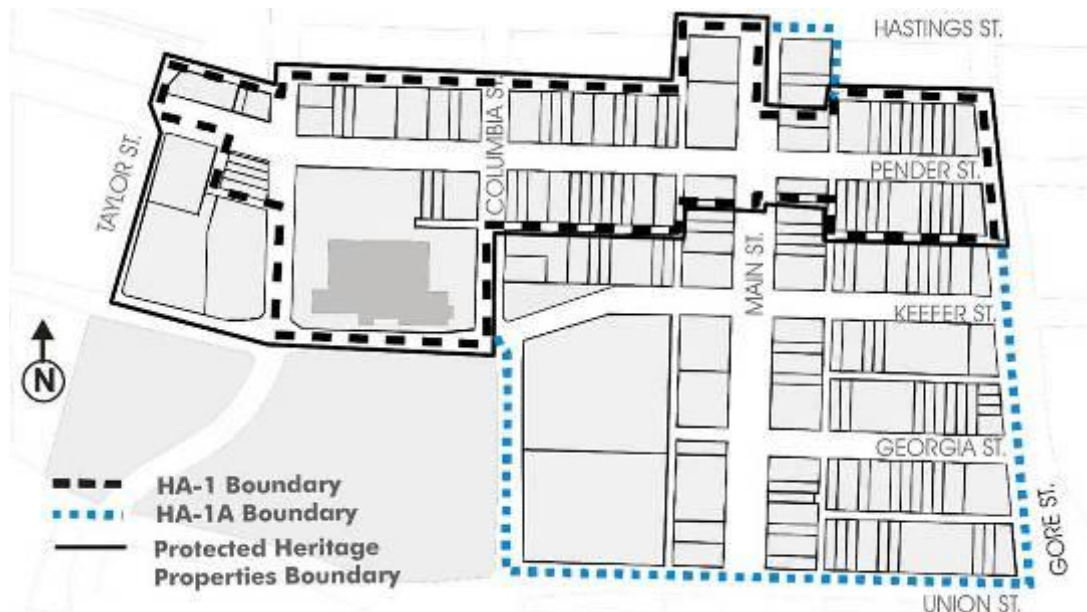 HASTINGS ST.
TAYLOR ST.
COLUMBIA ST.
PENDER ST.
MAIN ST.
KEEFER ST.
N
GEORGIA ST.
HA-1 Boundary
HA-1A Boundary
Protected Heritage
Properties Boundary
GORE ST.
UNION ST.